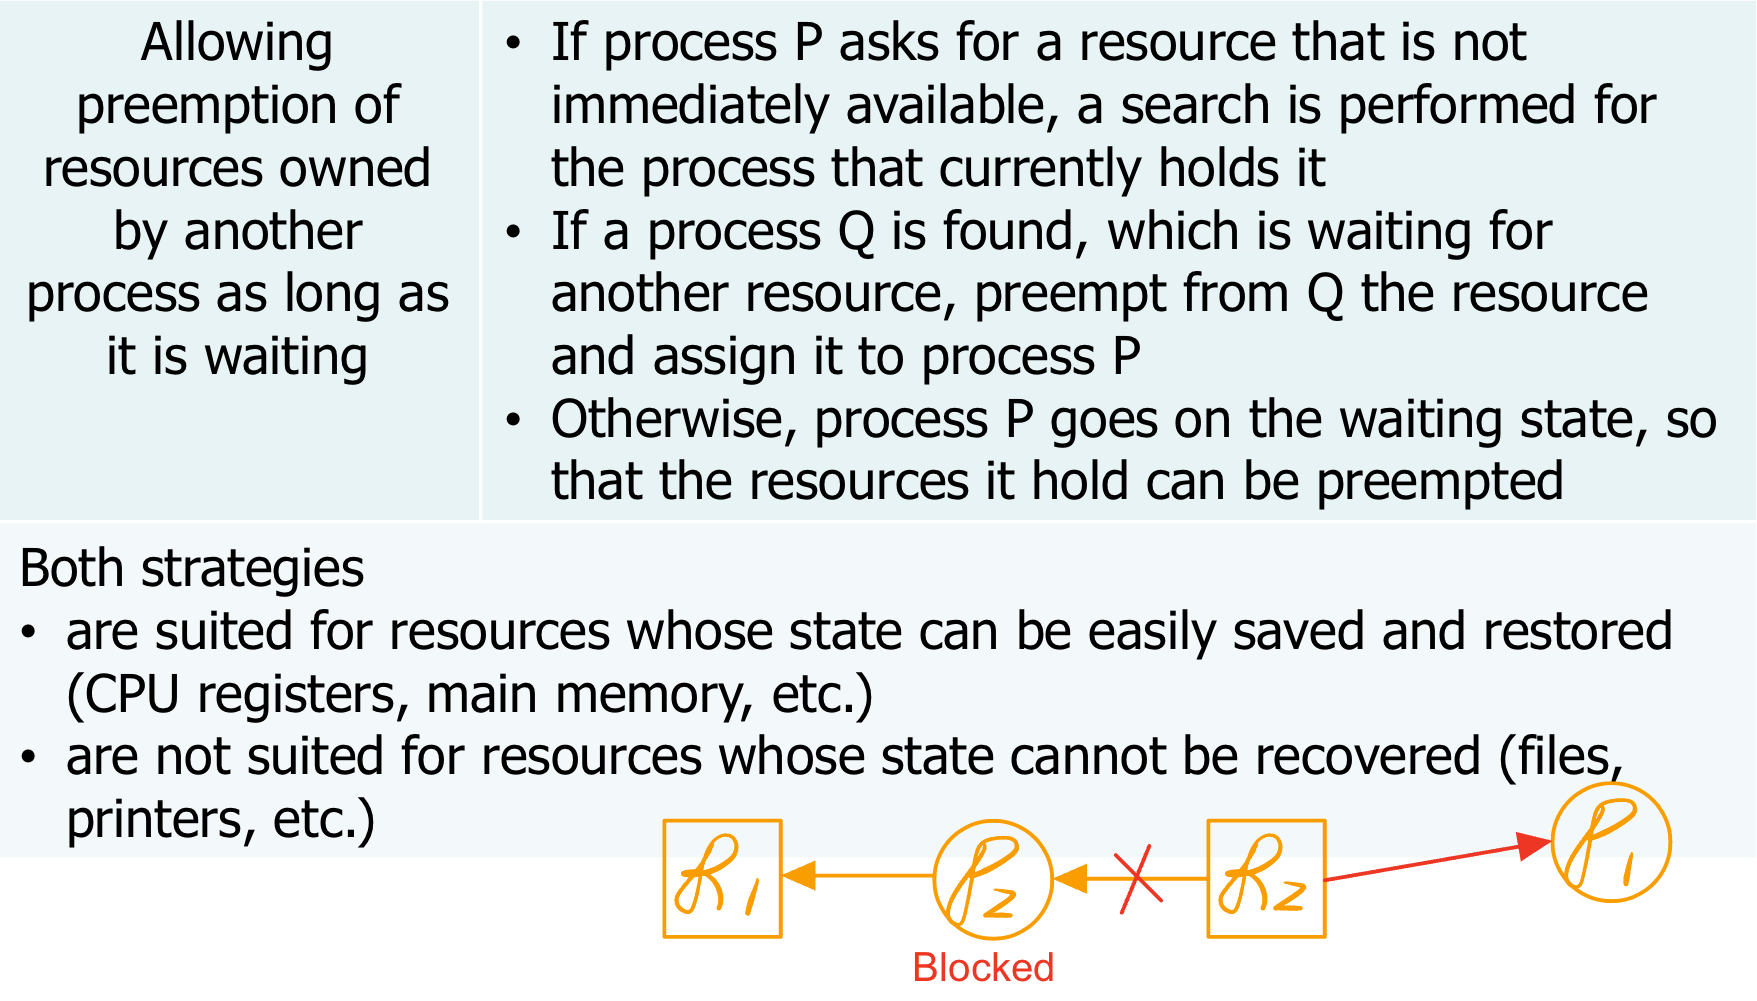 Allowing
preemption of
resources owned
by another
process as long as
it is waiting
• If process P asks for a resource that is not
immediately available, a search is performed for
the process that currently holds it
• If a process Q is found, which is waiting for
another resource, preempt from Q the resource
and assign it to process P
• Otherwise, process P goes on the waiting state, so
that the resources it hold can be preempted
Both strategies
• are suited for resources whose state can be easily saved and restored
(CPU registers, main memory, etc.)
• are not suited for resources whose state cannot be recovered (files,
printers, etc.)
R1 P2 R2 P1
Blocked